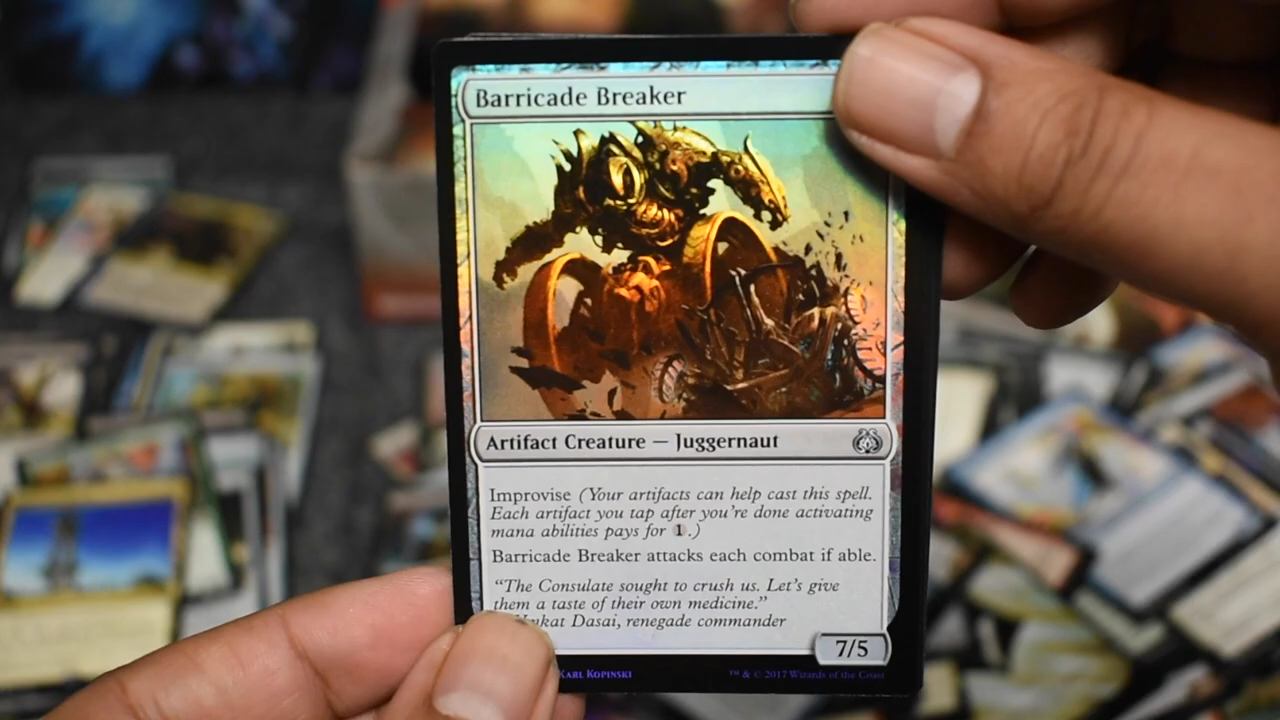 Barricade Breaker
Artifact Creature — Juggernaut
Improvise (Your artifacts can help cast this spell.
Each artifact you tap after you're done activating
mana abilities pays for 1.)
Barricade Breaker attacks each combat if able.
"The Consulate sought to crush us. Let's give
them a taste of their own medicine."
Dasai, renegade commander
7/5
Karl Kopinski
™ & © 2017 Wizards of the Coast